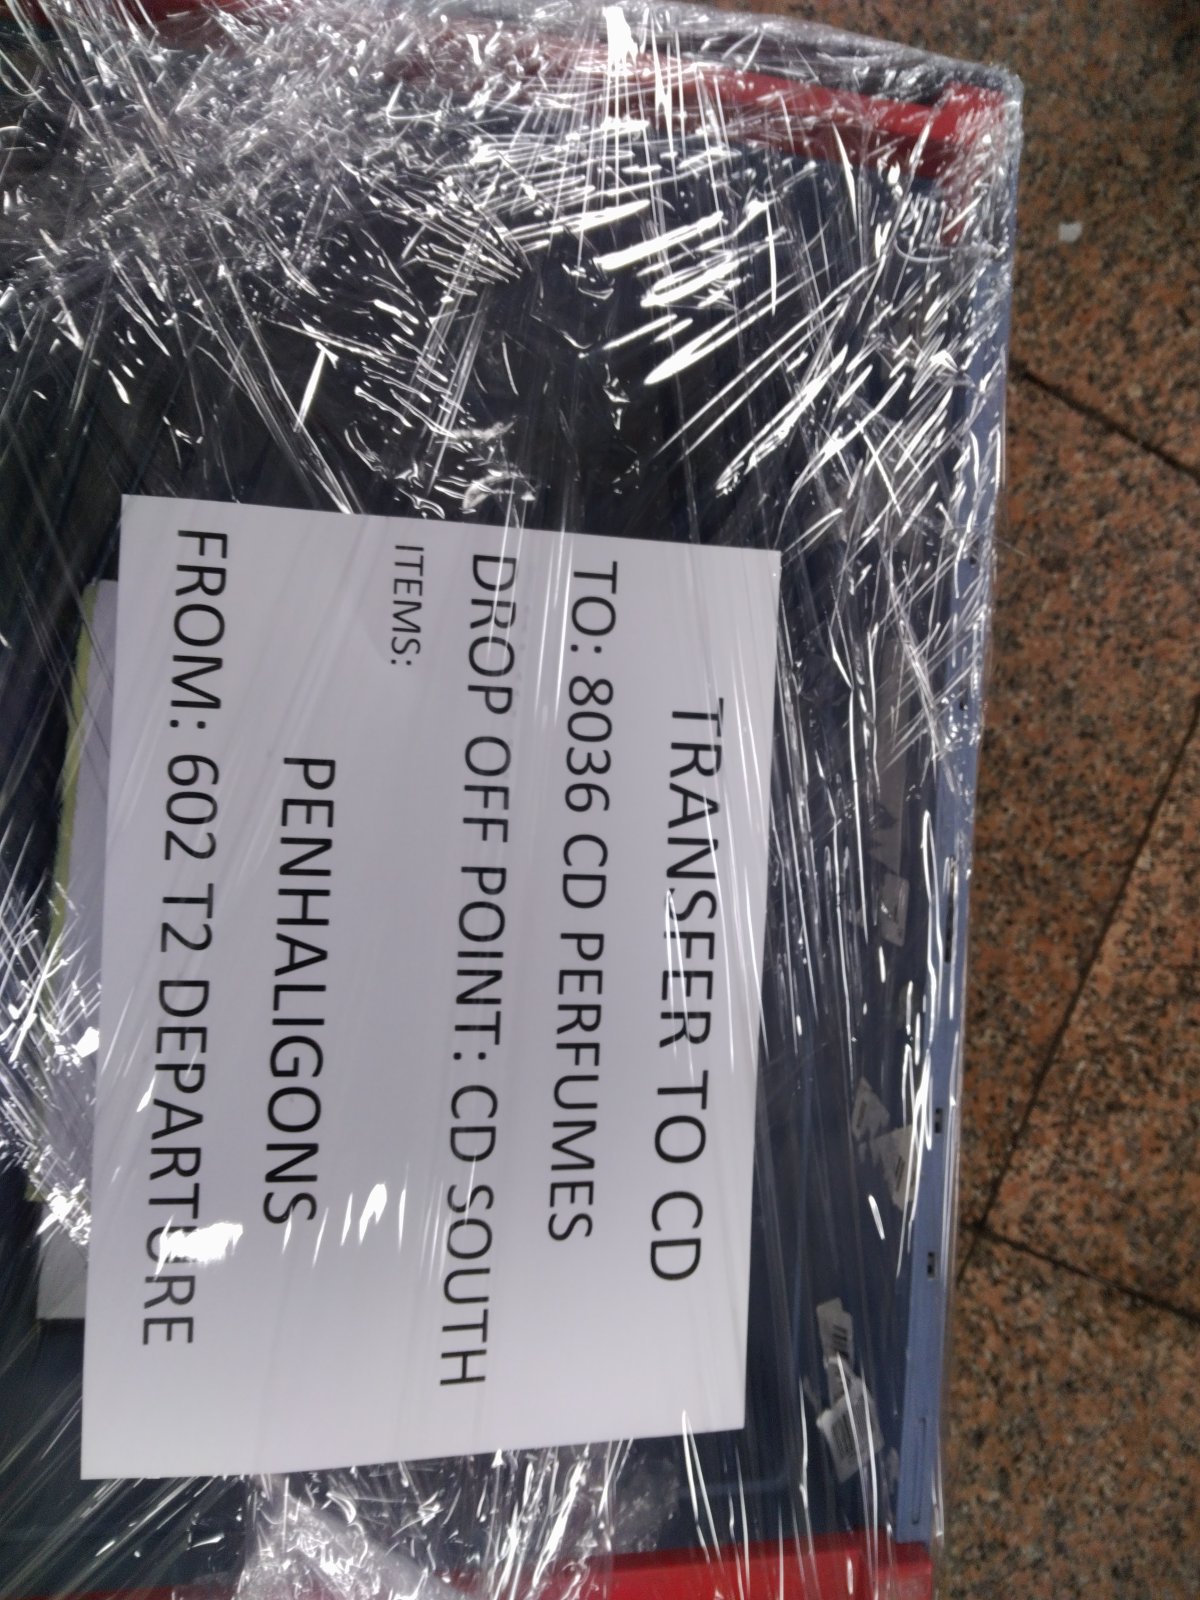 TRANSFER TO CD
TO: 8036 CD PERFUMES
DROP OFF POINT: CD SOUTH
ITEMS:
PENHALIGONS
FROM: 602 T2 DEPARTURE